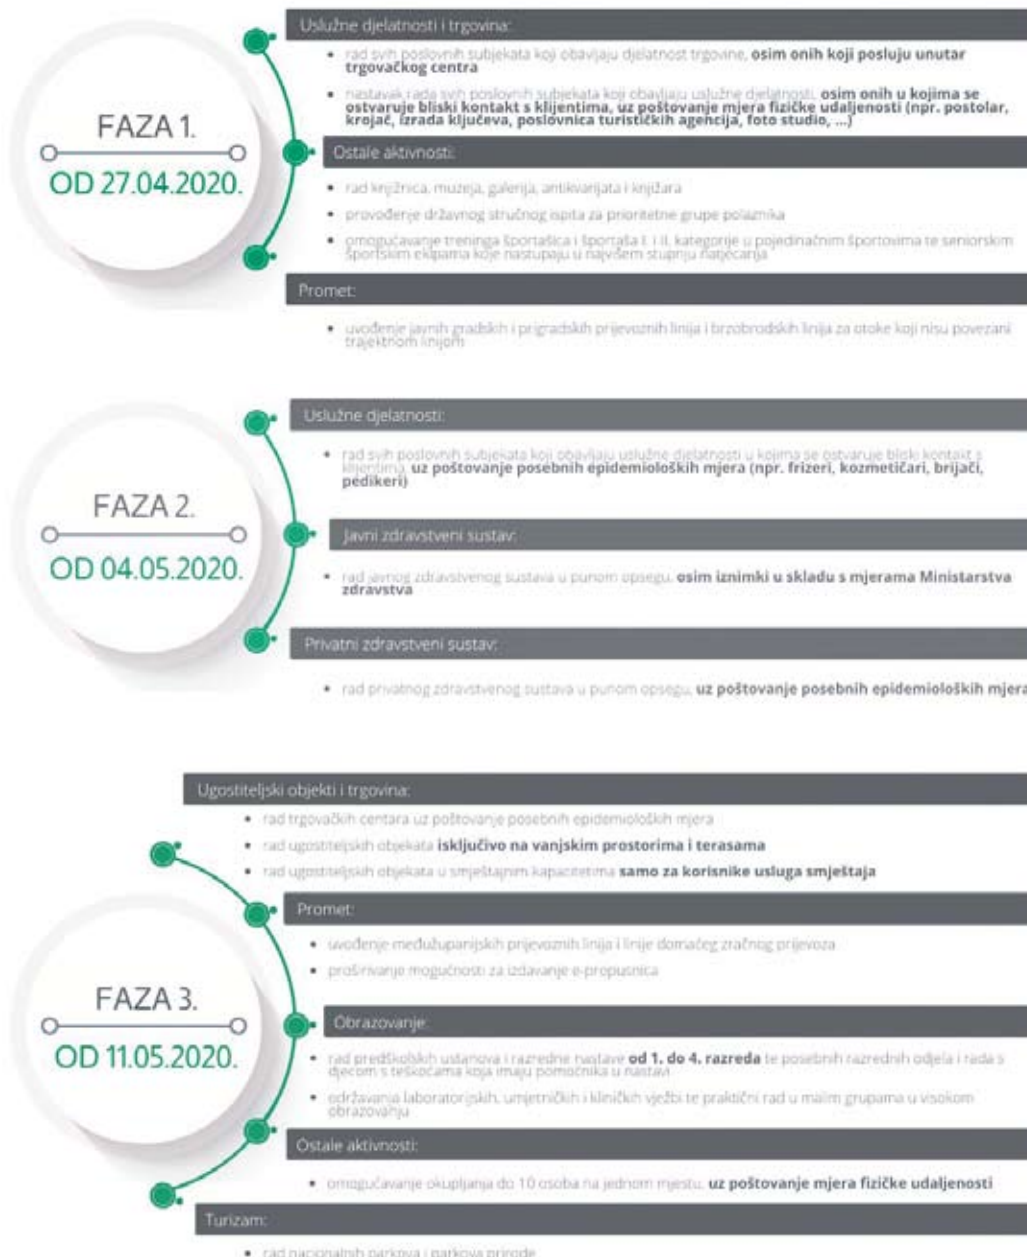 Uslužne djelatnosti i trgovina:
• rad svih poslovnih subjekata koji obavljaju djelatnost trgovine, osim onih koji posluju unutar
trgovačkog centra
• nastavak rada svih poslovnih subjekata koji obavljaju uslužne djelatnosti, osim onih u kojima se
ostvaruje bliski kontakt s klijentima, uz poštovanje mjera fizičke udaljenosti (npr. postolar,
krojač, izrada ključeva, poslovnica turističkih agencija, foto studio, ...)
FAZA 1.
OD 27.04.2020.
Ostale aktivnosti:
• rad knjižnica, muzeja, galerija, antikvarijata i knjižara
• provođenje državnog stručnog ispita za prioritetne grupe polaznika
• omogućavanje treninga športašica i športaša I. i II. kategorije u pojedinačnim športovima te seniorskim
športskim ekipama koje nastupaju u najvišem stupnju natjecanja
Promet:
• uvođenje javnih gradskih i prigradskih prijevoznih linija i brzobrodskih linija za otoke koji nisu povezani
trajektnom linijom
Uslužne djelatnosti:
• rad svih poslovnih subjekata koji obavljaju uslužne djelatnosti u kojima se ostvaruje bliski kontakt s
klijentima, uz poštovanje posebnih epidemioloških mjera (npr. frizeri, kozmetičari, brijači,
pedikeri)
FAZA 2.
OD 04.05.2020.
Javni zdravstveni sustav:
• rad javnog zdravstvenog sustava u punom opsegu, osim iznimki u skladu s mjerama Ministarstva
zdravstva
Privatni zdravstveni sustav:
• rad privatnog zdravstvenog sustava u punom opsegu, uz poštovanje posebnih epidemioloških mjera
Ugostiteljski objekti i trgovina:
• rad trgovačkih centara uz poštovanje posebnih epidemioloških mjera
• rad ugostiteljskih objekata isključivo na vanjskim prostorima i terasama
• rad ugostiteljskih objekata u smještajnim kapacitetima samo za korisnike usluga smještaja
Promet:
• uvođenje međužupanijskih prijevoznih linija i linije domaćeg zračnog prijevoza
• proširivanje mogućnosti za izdavanje e-propusnica
FAZA 3.
OD 11.05.2020.
Obrazovanje:
• rad predškolskih ustanova i razredne nastave od 1. do 4. razreda te posebnih razrednih odjela i rada s
djecom s teškoćama koja imaju pomoćnika u nastavi
• održavanja laboratorijskih, umjetničkih i kliničkih vježbi te praktični rad u malim grupama u visokom
obrazovanju
Ostale aktivnosti:
• omogućavanje okupljanja do 10 osoba na jednom mjestu, uz poštovanje mjera fizičke udaljenosti
Turizam:
• rad nacionalnih parkova i parkova prirode